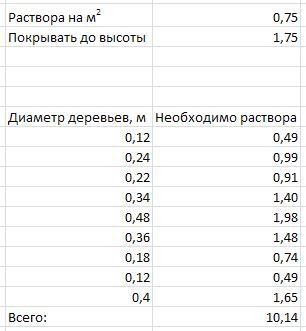 Раствора на м² 0,75
Покрывать до высоты 1,75
Диаметр деревьев, м Необходимо раствора
0,12 0,49
0,24 0,99
0,22 0,91
0,34 1,40
0,48 1,98
0,36 1,48
0,18 0,74
0,12 0,49
0,4 1,65
Всего: 10,14